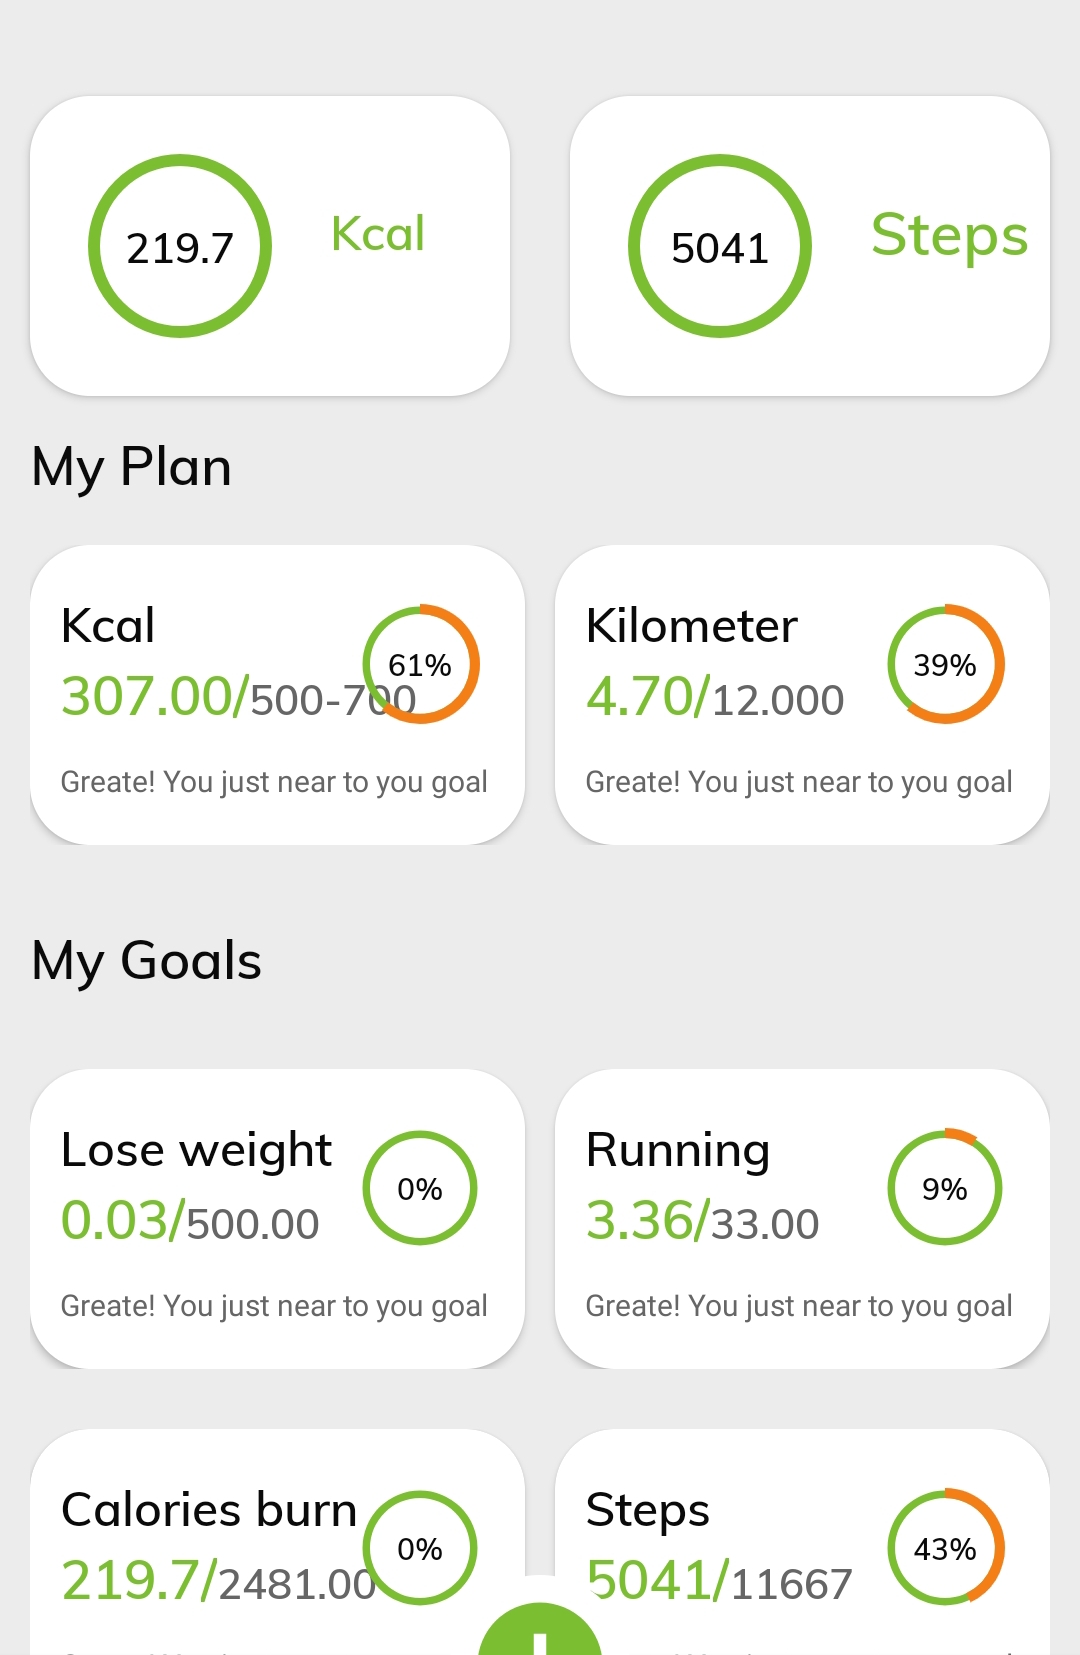 219.7 Kcal
5041 Steps
My Plan
Kcal
307.00/500-700
61%
Greate! You just near to you goal
Kilometer
4.70/12.000
39%
Greate! You just near to you goal
My Goals
Lose weight
0.03/500.00
0%
Greate! You just near to you goal
Running
3.36/33.00
9%
Greate! You just near to you goal
Calories burn
219.7/2481.00
0%
Steps
5041/11667
43%